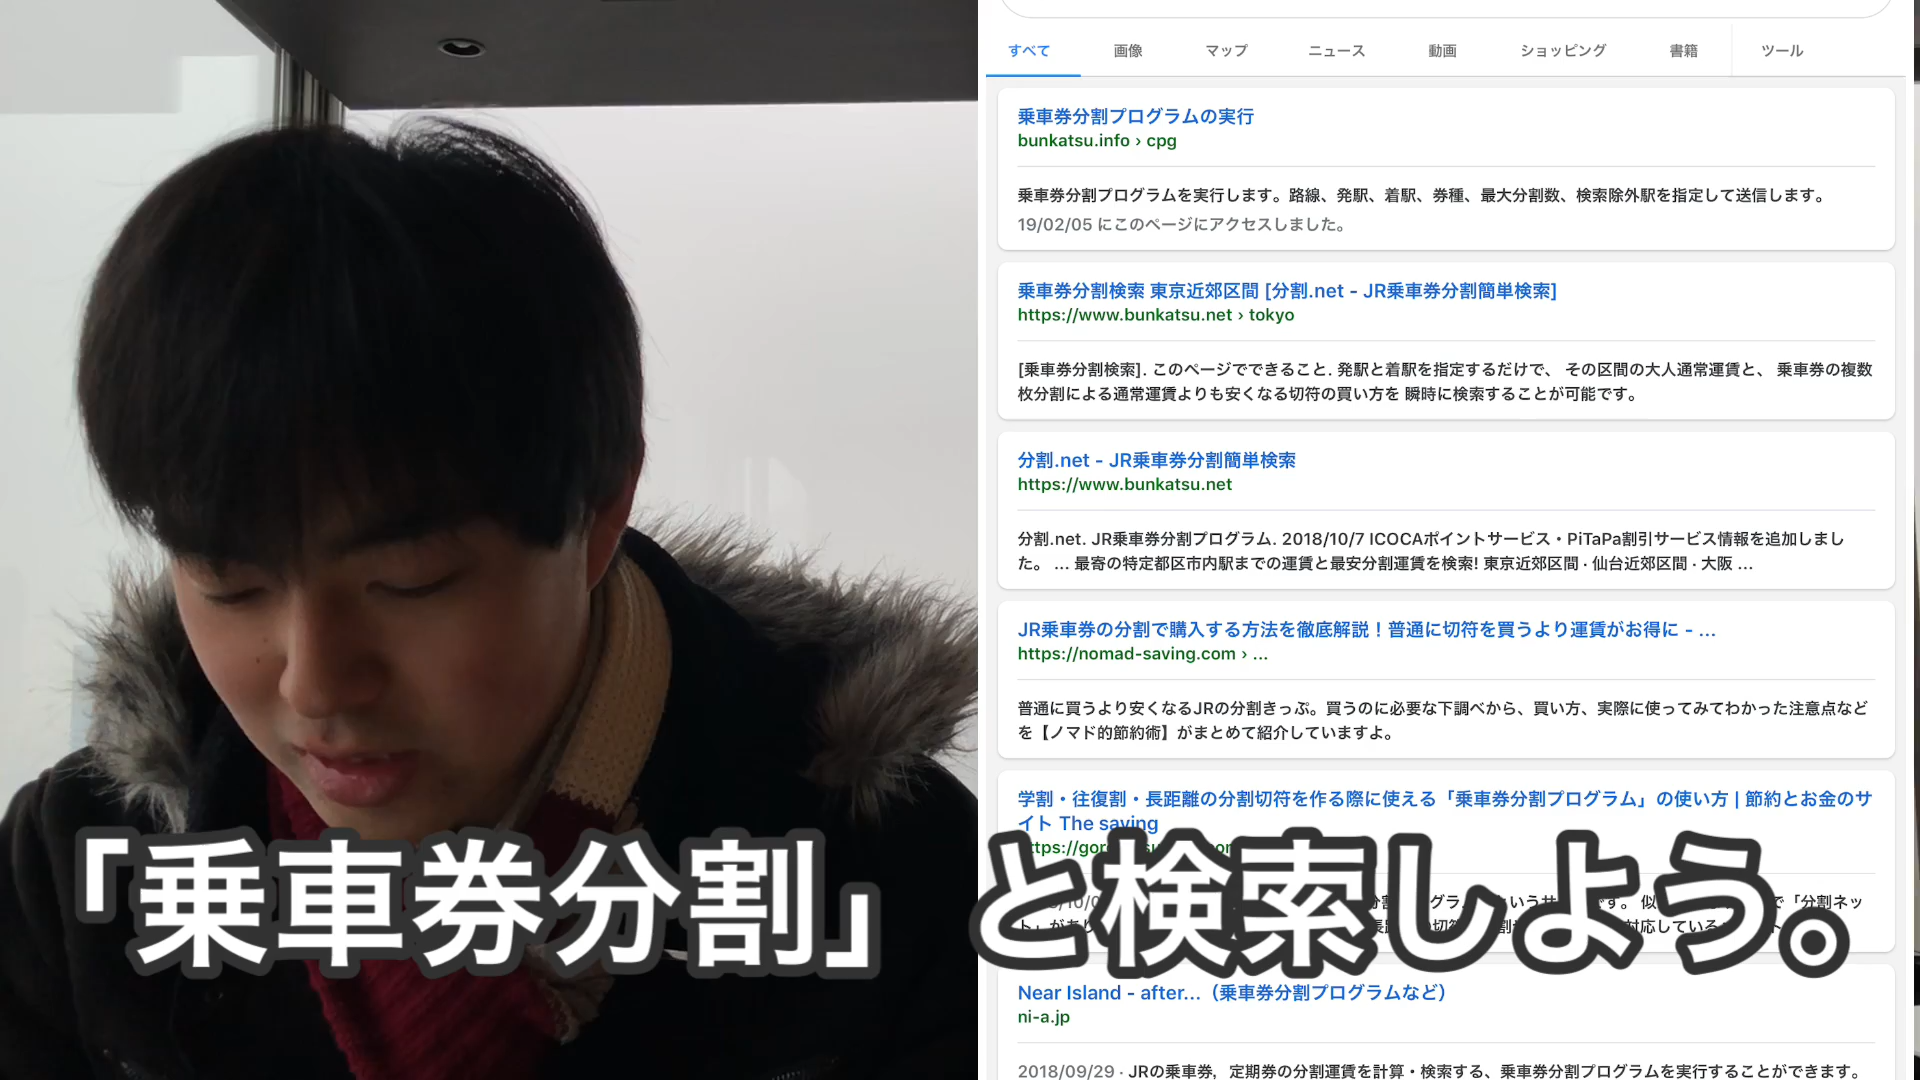 すべて 画像 マップ ニュース 動画 ショッピング 書籍 ツール
乗車券分割プログラムの実行
bunkatsu.info › cpg
乗車券分割プログラムを実行します。路線、発駅、着駅、券種、最大分割数、検索除外駅を指定して送信します。
19/02/05 にこのページにアクセスしました。
乗車券分割検索 東京近郊区間 [分割.net - JR乗車券分割簡単検索]
https://www.bunkatsu.net › tokyo
[乗車券分割検索]. このページでできること. 発駅と着駅を指定するだけで、 その区間の大人通常運賃と、 乗車券の複数
枚分割による通常運賃よりも安くなる切符の買い方を 瞬時に検索することが可能です。
分割.net - JR乗車券分割簡単検索
https://www.bunkatsu.net
分割.net. JR乗車券分割プログラム. 2018/10/7 ICOCAポイントサービス・PiTaPa割引サービス情報を追加しまし
た。 ... 最寄の特定都区市内駅までの運賃と最安分割運賃を検索! 東京近郊区間 · 仙台近郊区間 · 大阪 ...
JR乗車券の分割で購入する方法を徹底解説！普通に切符を買うより運賃がお得に - ...
https://nomad-saving.com › ...
普通に買うより安くなるJRの分割きっぷ。買うのに必要な下調べから、買い方、実際に使ってみてわかった注意点など
を【ノマド的節約術】がまとめて紹介していますよ。
学割・往復割・長距離の分割切符を作る際に使える「乗車券分割プログラム」の使い方 | 節約とお金のサ
イト The saving
「乗車券分割」と検索しよう。
Near Island - after...（乗車券分割プログラムなど）
ni-a.jp
2018/09/29 · JRの乗車券，定期券の分割運賃を計算・検索する、乗車券分割プログラムを実行することができます。